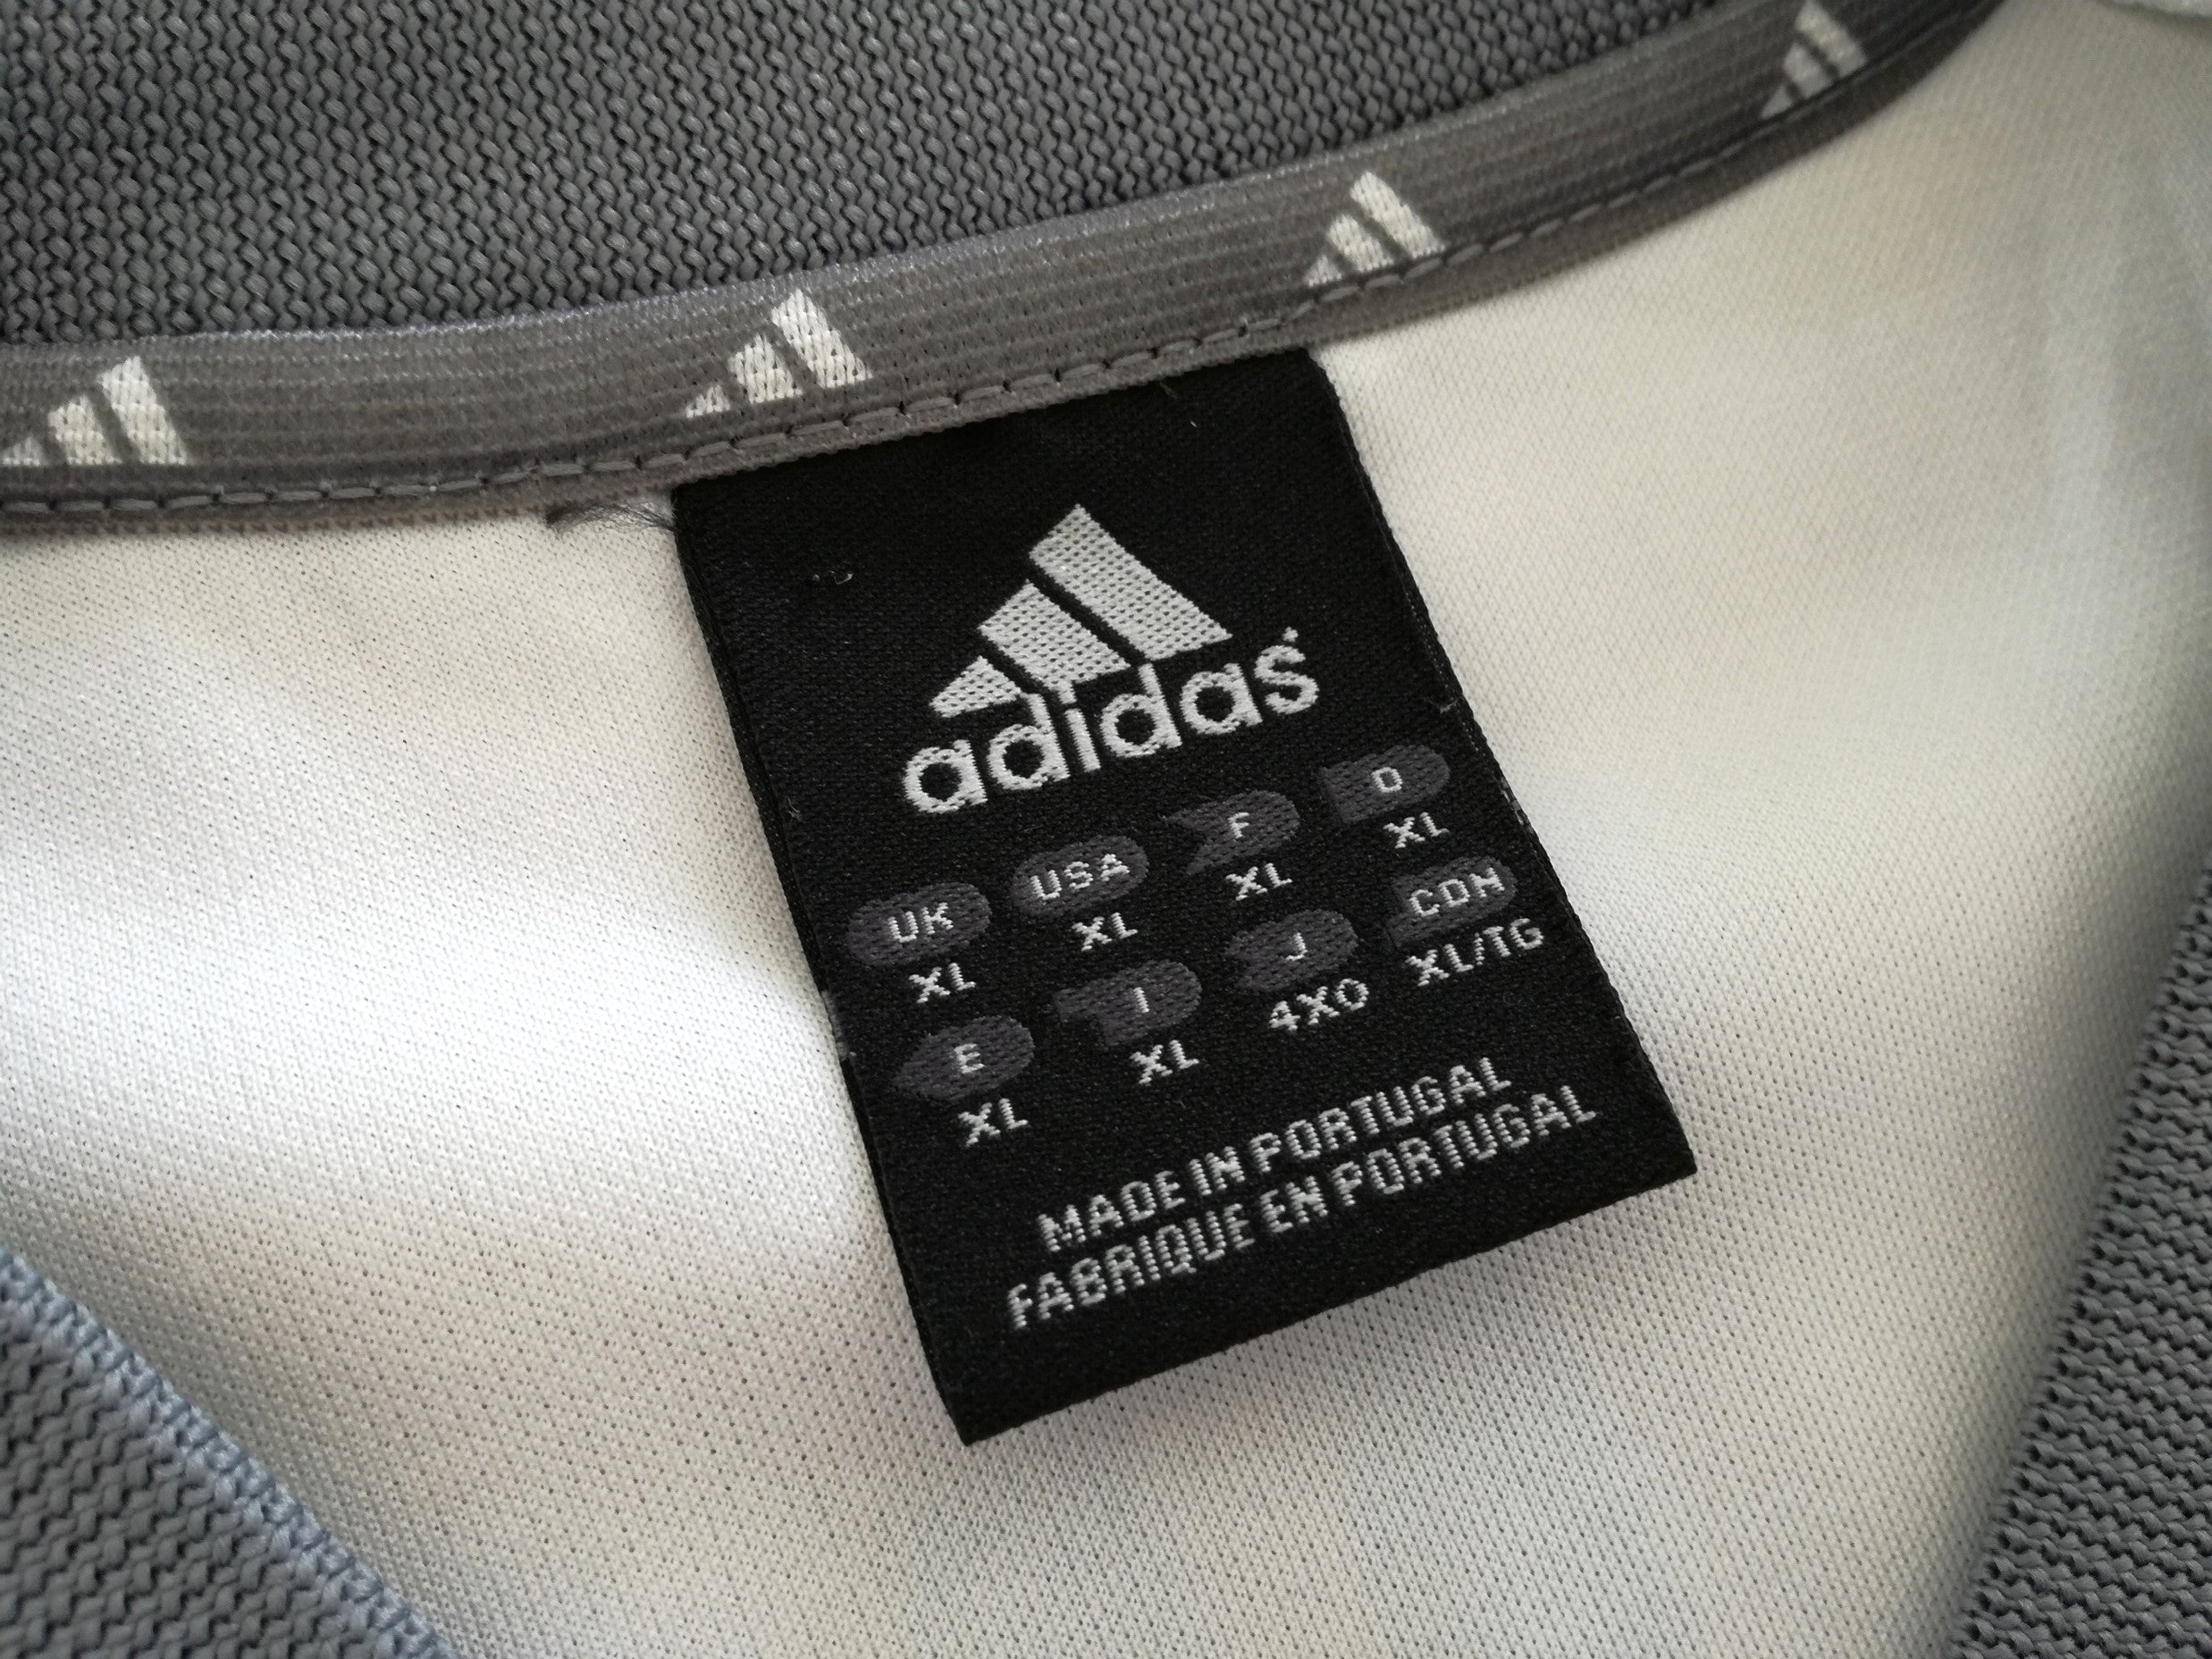 adidas
UK USA F D
XL XL XL XL
E I J CDN
XL XL 4XO XL/TG
MADE IN PORTUGAL
FABRIQUE EN PORTUGAL